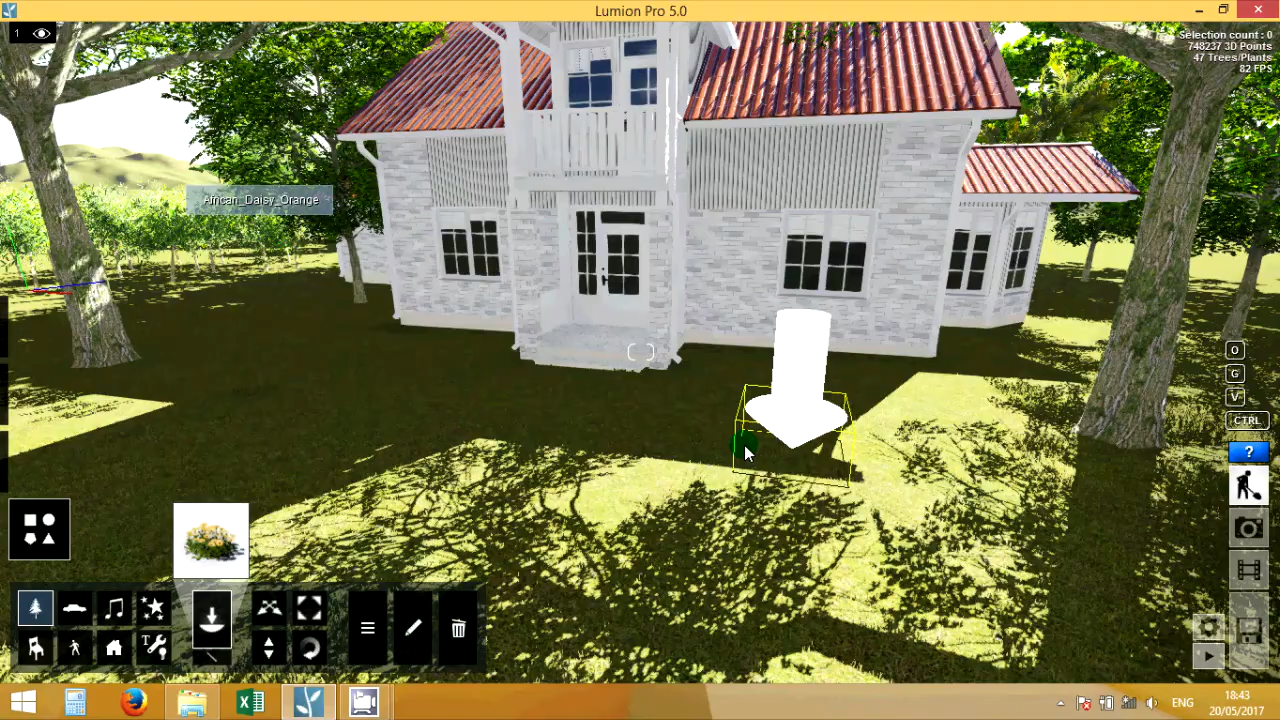 Lumion Pro 5.0
1
Selection count : 0
748237 3D Points
47 Trees/Plants
82 FPS
African_Daisy_Orange
O
G
V
CTRL
?
T
ENG
18:43
20/05/2017